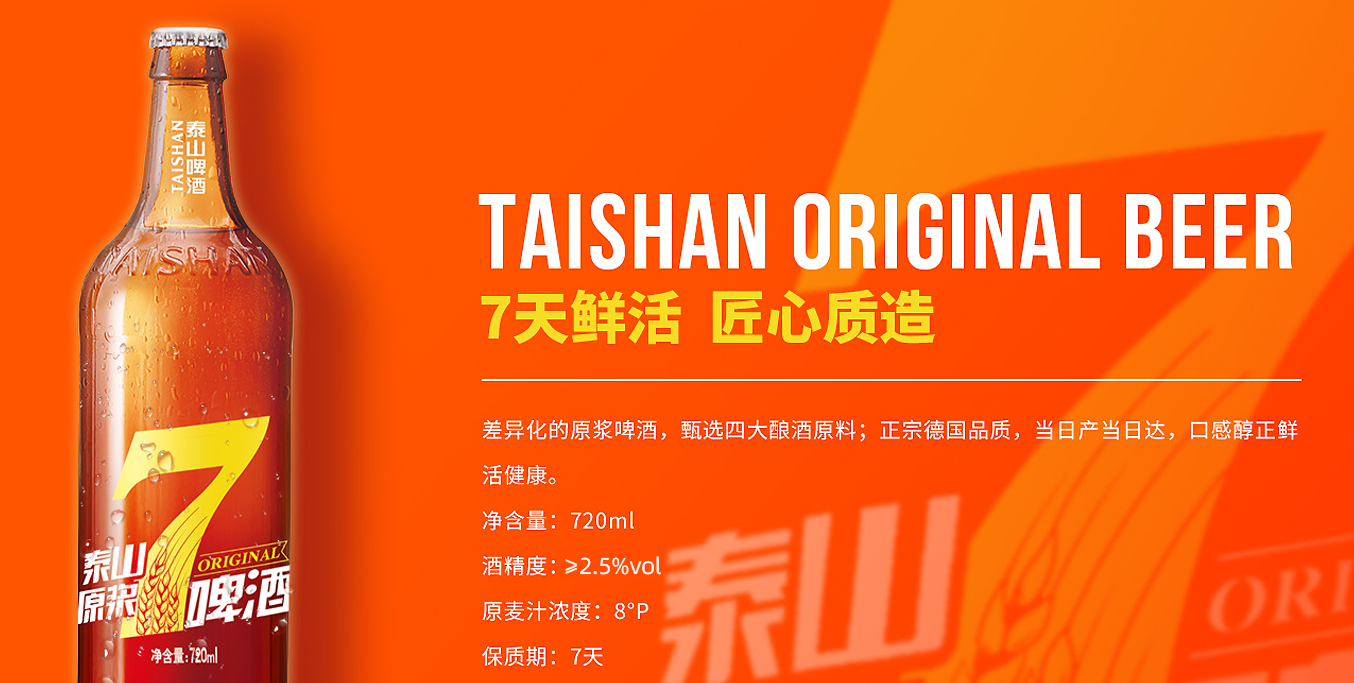 泰山啤酒
TAISHAN
TAISHAN
TAISHAN ORIGINAL BEER
7天鲜活 匠心质造
差异化的原浆啤酒，甄选四大酿酒原料；正宗德国品质，当日产当日达，口感醇正鲜
活健康。
净含量：720ml
酒精度：≥2.5%vol
原麦汁浓度：8°P
保质期：7天
7
泰山
原浆
ORIGINAL
啤酒
净含量:720ml
泰山
ORI